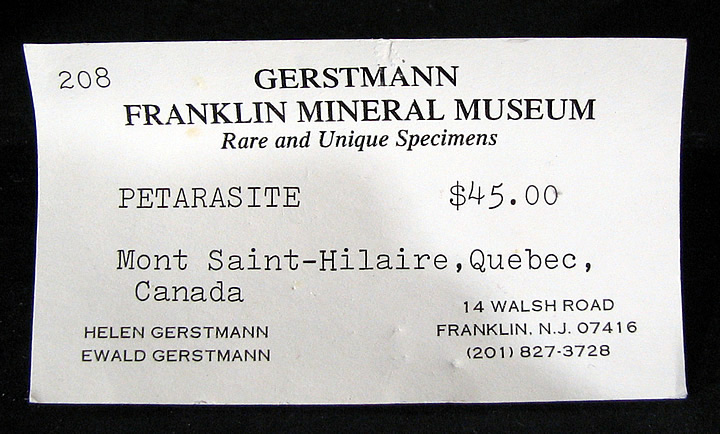 208
GERSTMANN
FRANKLIN MINERAL MUSEUM
Rare and Unique Specimens
PETARASITE $45.00
Mont Saint-Hilaire,Quebec,
Canada
HELEN GERSTMANN
EWALD GERSTMANN
14 WALSH ROAD
FRANKLIN, N.J. 07416
(201) 827-3728